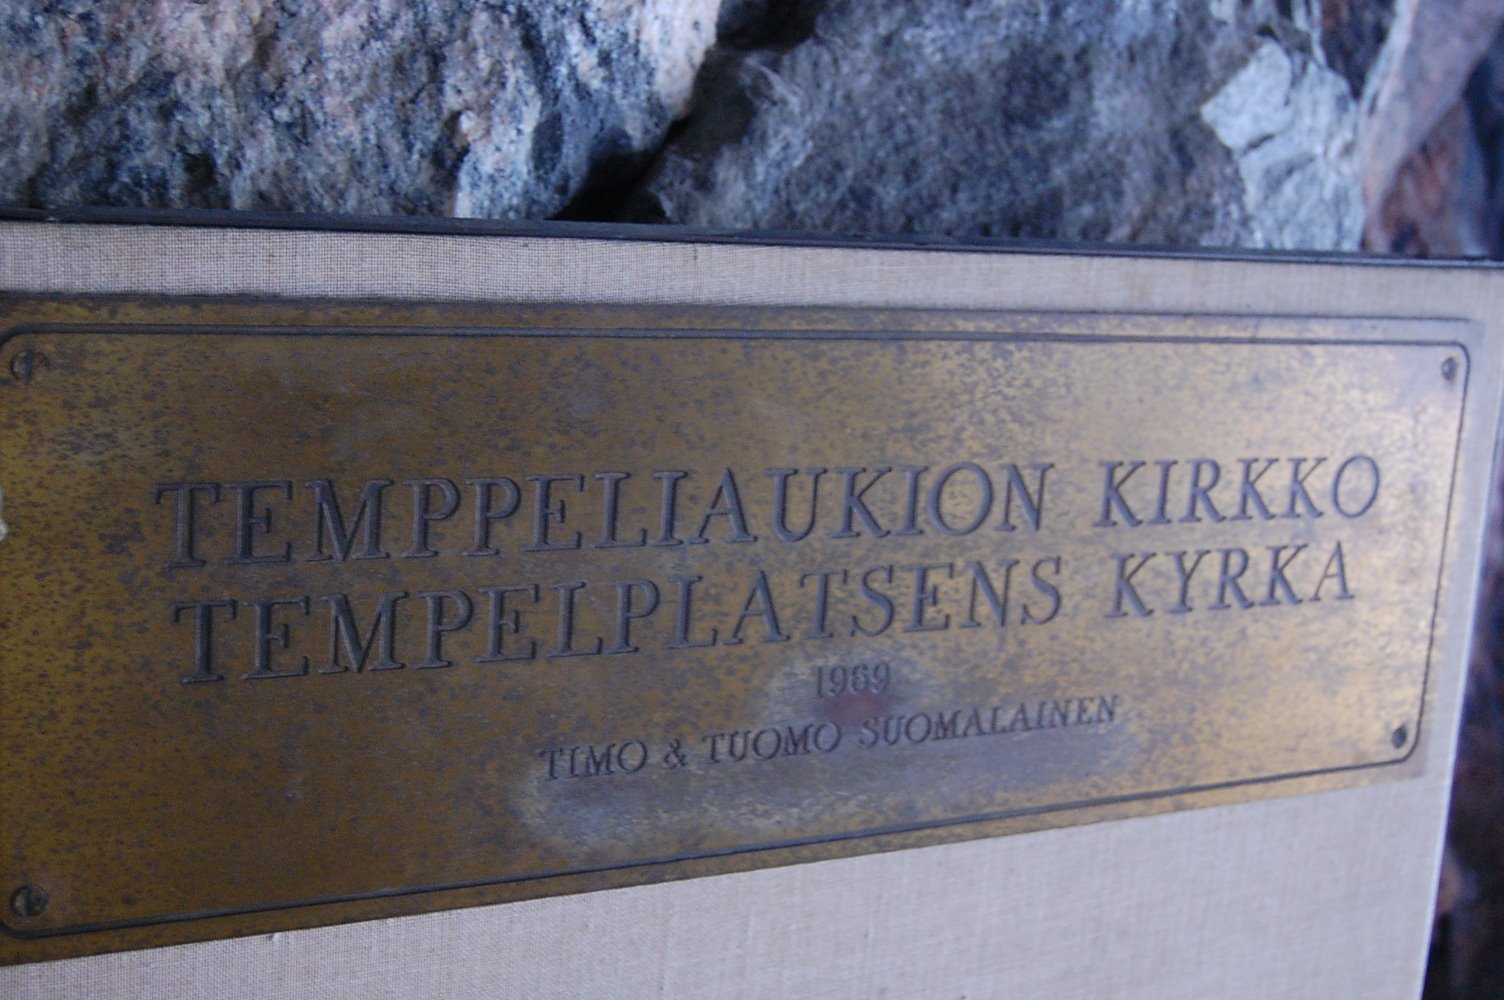 TEMPPELIAUKION KIRKKO
TEMPELPLATSENS KYRKA
1969
TIMO & TUOMO SUOMALAINEN